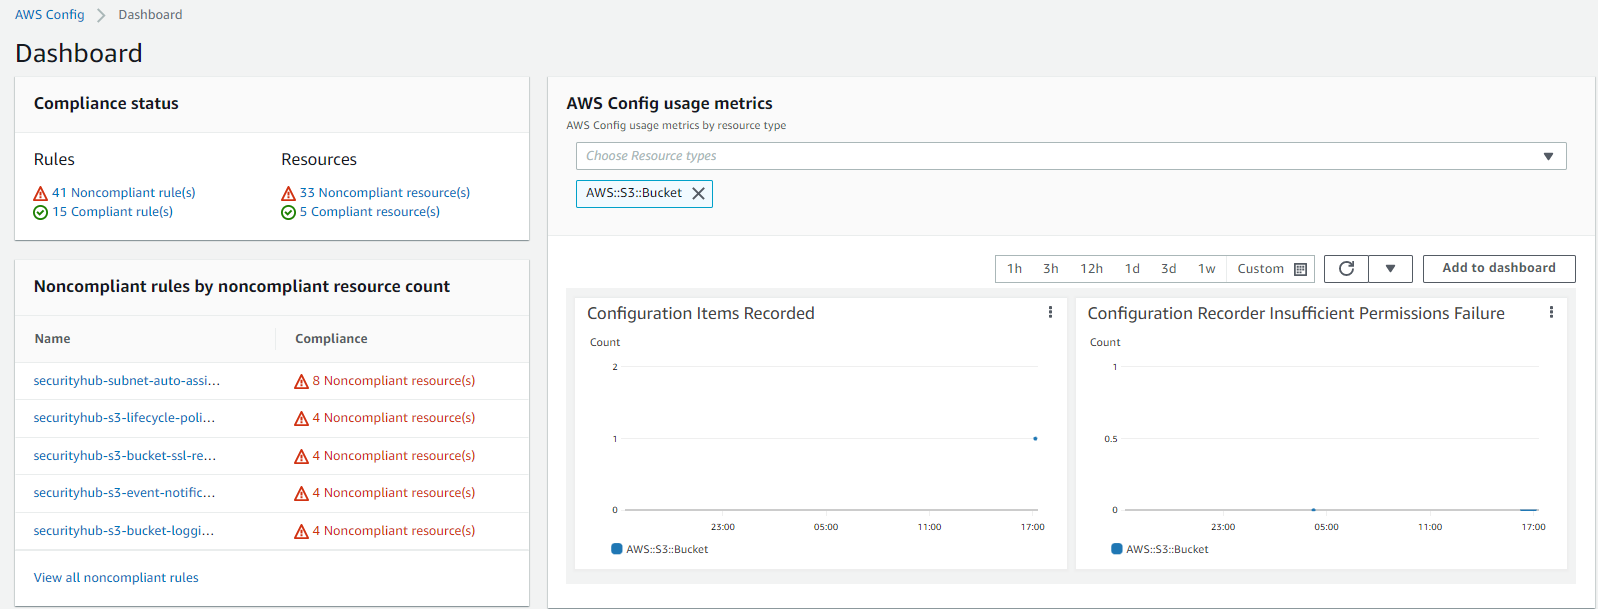 AWS Config > Dashboard
Dashboard
Compliance status
Rules
41 Noncompliant rule(s)
15 Compliant rule(s)
Resources
33 Noncompliant resource(s)
5 Compliant resource(s)
Noncompliant rules by noncompliant resource count
Name Compliance
securityhub-subnet-auto-assi... 8 Noncompliant resource(s)
securityhub-s3-lifecycle-poli... 4 Noncompliant resource(s)
securityhub-s3-bucket-ssl-re... 4 Noncompliant resource(s)
securityhub-s3-event-notific... 4 Noncompliant resource(s)
securityhub-s3-bucket-loggi... 4 Noncompliant resource(s)
View all noncompliant rules
AWS Config usage metrics
AWS Config usage metrics by resource type
Choose Resource types
AWS::S3::Bucket
1h 3h 12h 1d 3d 1w Custom
Add to dashboard
Configuration Items Recorded
Count
2
1
0
23:00 05:00 11:00 17:00
AWS::S3::Bucket
Configuration Recorder Insufficient Permissions Failure
Count
1
0.5
0
23:00 05:00 11:00 17:00
AWS::S3::Bucket